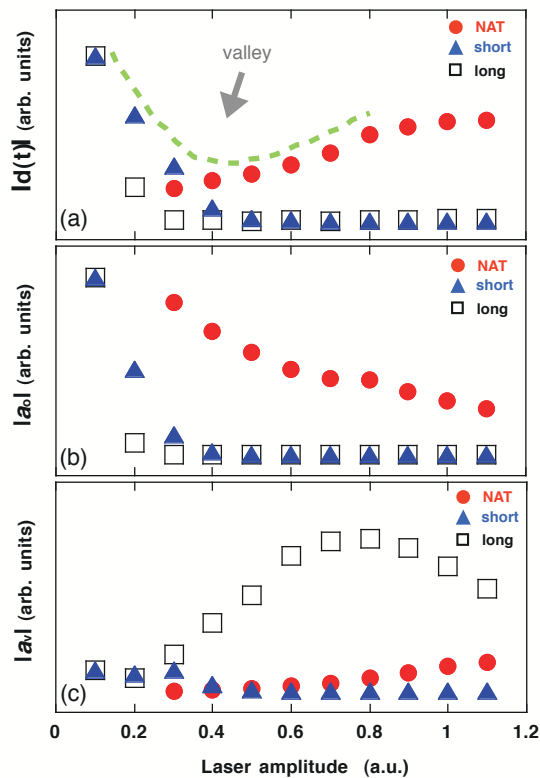 |d(t)| (arb. units)
valley
NAT
short
long
(a)
|a₀| (arb. units)
NAT
short
long
(b)
|aᵥ| (arb. units)
NAT
short
long
(c)
0 0.2 0.4 0.6 0.8 1 1.2
Laser amplitude (a.u.)